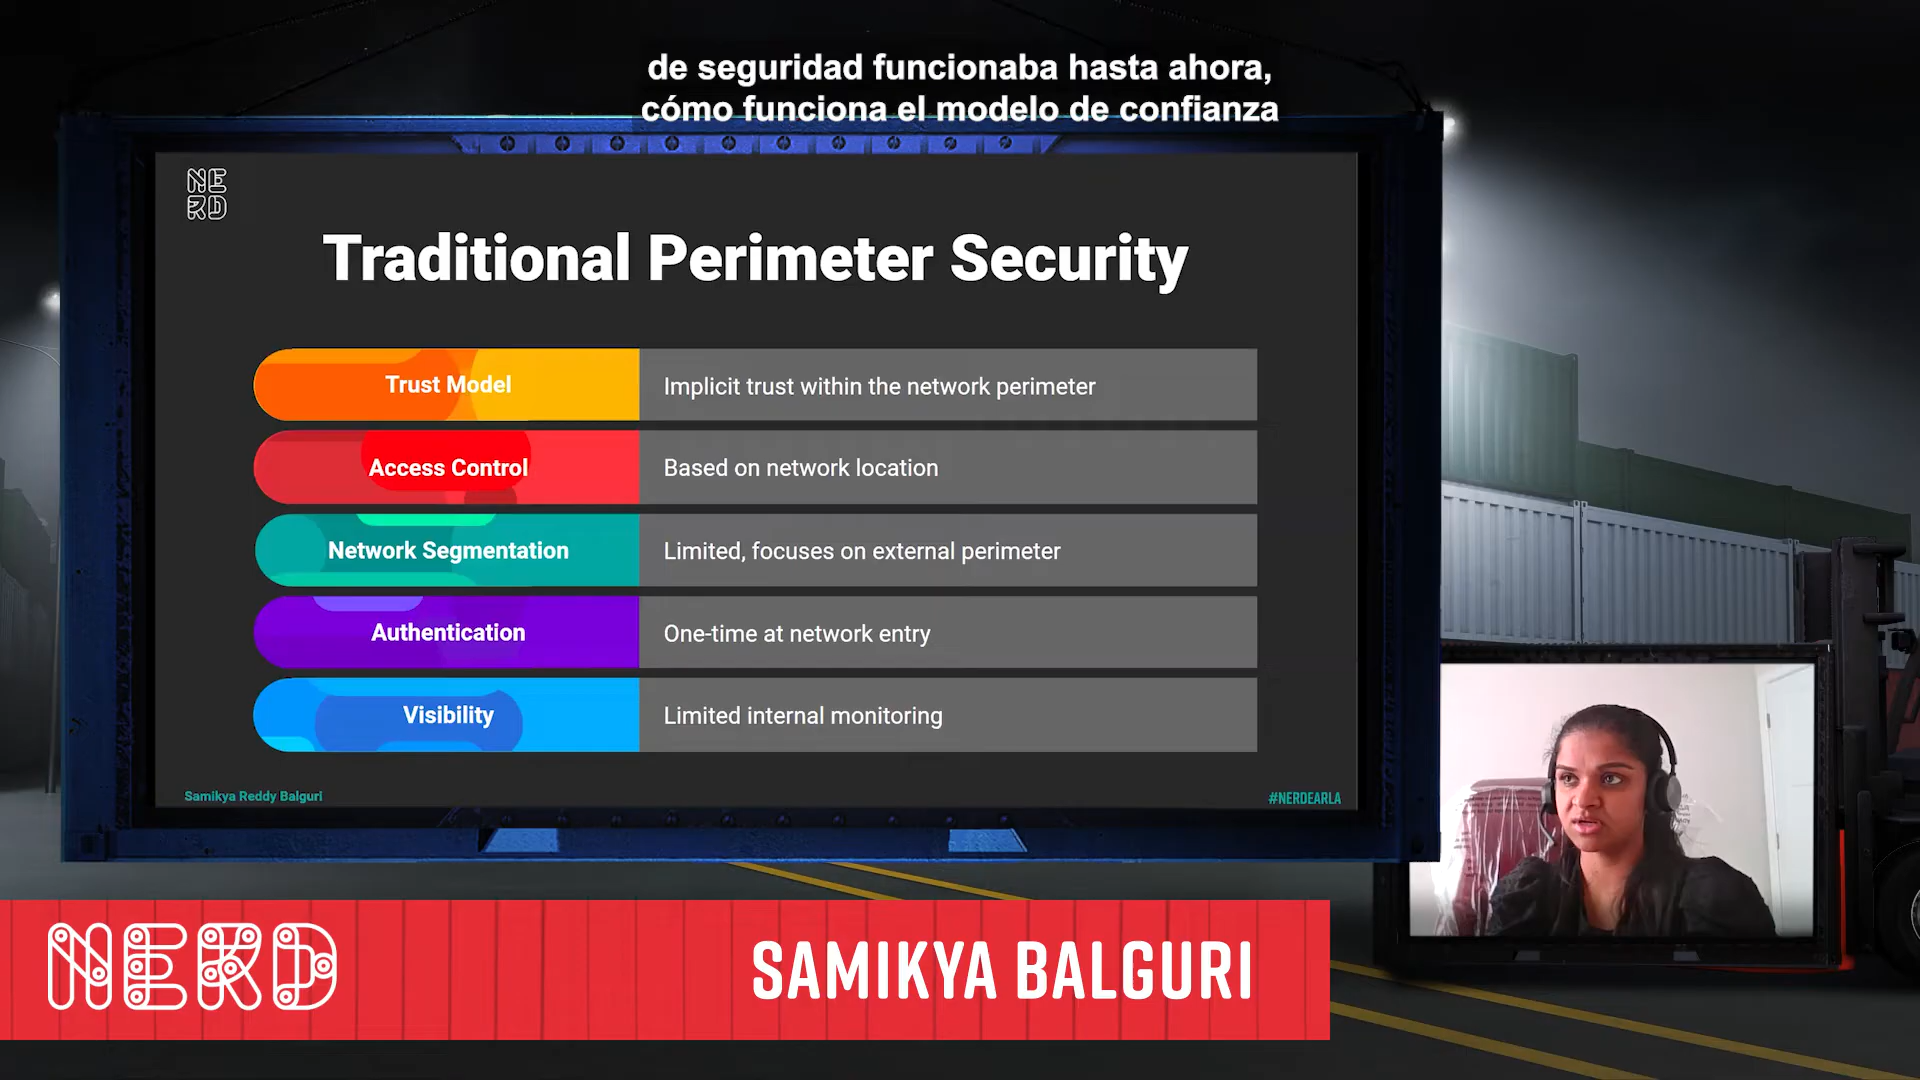 de seguridad funcionaba hasta ahora,
cómo funciona el modelo de confianza
NE
RD
Traditional Perimeter Security
Trust Model
Implicit trust within the network perimeter
Access Control
Based on network location
Network Segmentation
Limited, focuses on external perimeter
Authentication
One-time at network entry
Visibility
Limited internal monitoring
Samikya Reddy Balguri
#NERDEARLA
NERD
SAMIKYA BALGURI